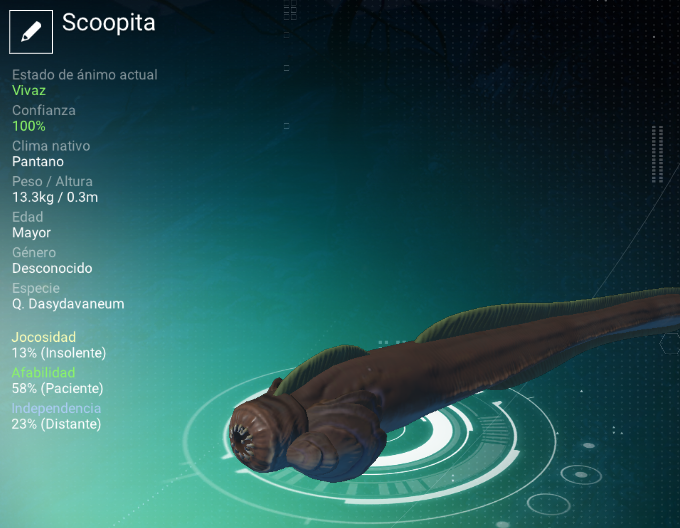 Scoopita
Estado de ánimo actual
Vivaz
Confianza
100%
Clima nativo
Pantano
Peso / Altura
13.3kg / 0.3m
Edad
Mayor
Género
Desconocido
Especie
Q. Dasydavaneum
Jocosidad
13% (Insolente)
Afabilidad
58% (Paciente)
Independencia
23% (Distante)